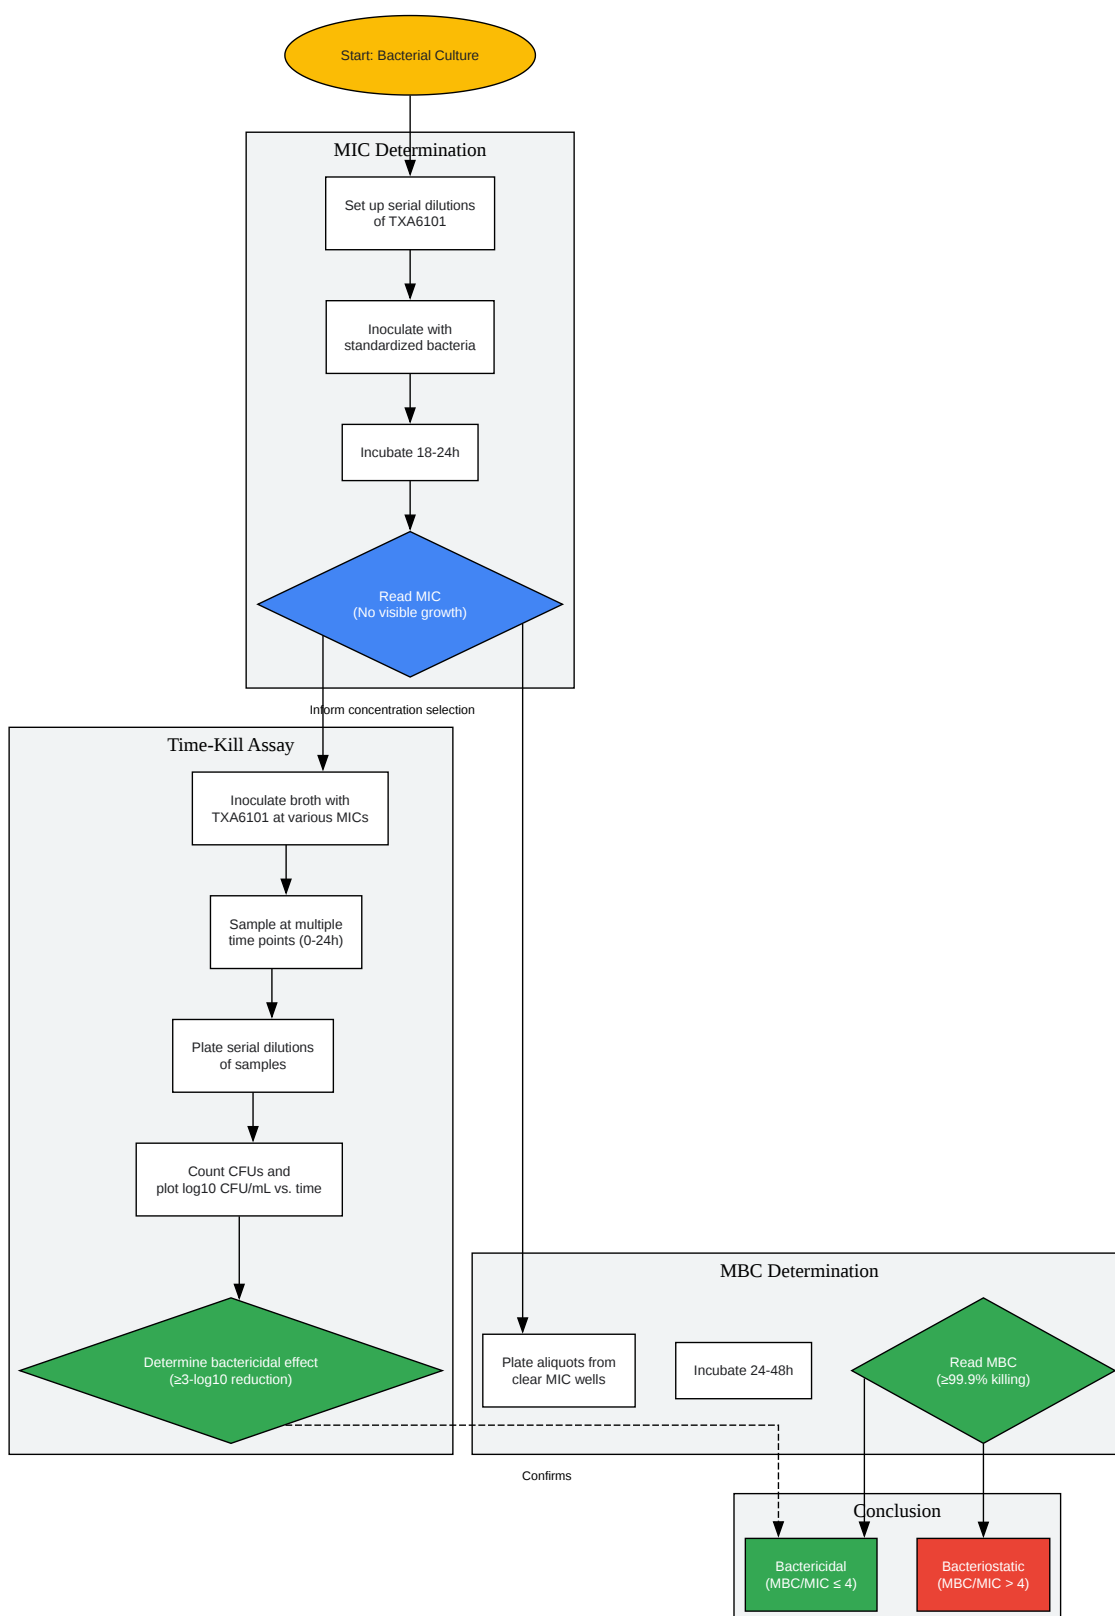 Start: Bacterial Culture
MIC Determination
Set up serial dilutions
of TXA6101
Inoculate with
standardized bacteria
Incubate 18-24h
Read MIC
(No visible growth)
Inform concentration selection
Time-Kill Assay
Inoculate broth with
TXA6101 at various MICs
Sample at multiple
time points (0-24h)
Plate serial dilutions
of samples
Count CFUs and
plot log10 CFU/mL vs. time
Determine bactericidal effect
(≥3-log10 reduction)
MBC Determination
Plate aliquots from
clear MIC wells
Incubate 24-48h
Read MBC
(≥99.9% killing)
Confirms
Conclusion
Bactericidal
(MBC/MIC ≤ 4)
Bacteriostatic
(MBC/MIC > 4)